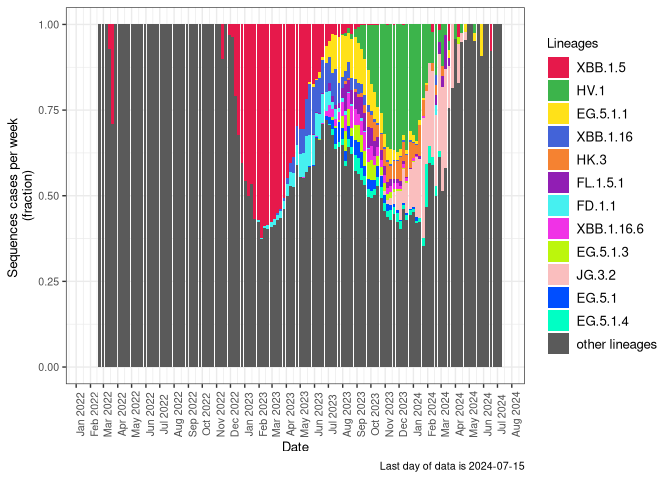 1.00
0.75
0.50
0.25
0.00
Sequences cases per week
(fraction)
Jan 2022
Feb 2022
Mar 2022
Apr 2022
May 2022
Jun 2022
Jul 2022
Aug 2022
Sep 2022
Oct 2022
Nov 2022
Dec 2022
Jan 2023
Feb 2023
Mar 2023
Apr 2023
May 2023
Jun 2023
Jul 2023
Aug 2023
Sep 2023
Oct 2023
Nov 2023
Dec 2023
Jan 2024
Feb 2024
Mar 2024
Apr 2024
May 2024
Jun 2024
Jul 2024
Aug 2024
Date
Lineages
XBB.1.5
HV.1
EG.5.1.1
XBB.1.16
HK.3
FL.1.5.1
FD.1.1
XBB.1.16.6
EG.5.1.3
JG.3.2
EG.5.1
EG.5.1.4
other lineages
Last day of data is 2024-07-15